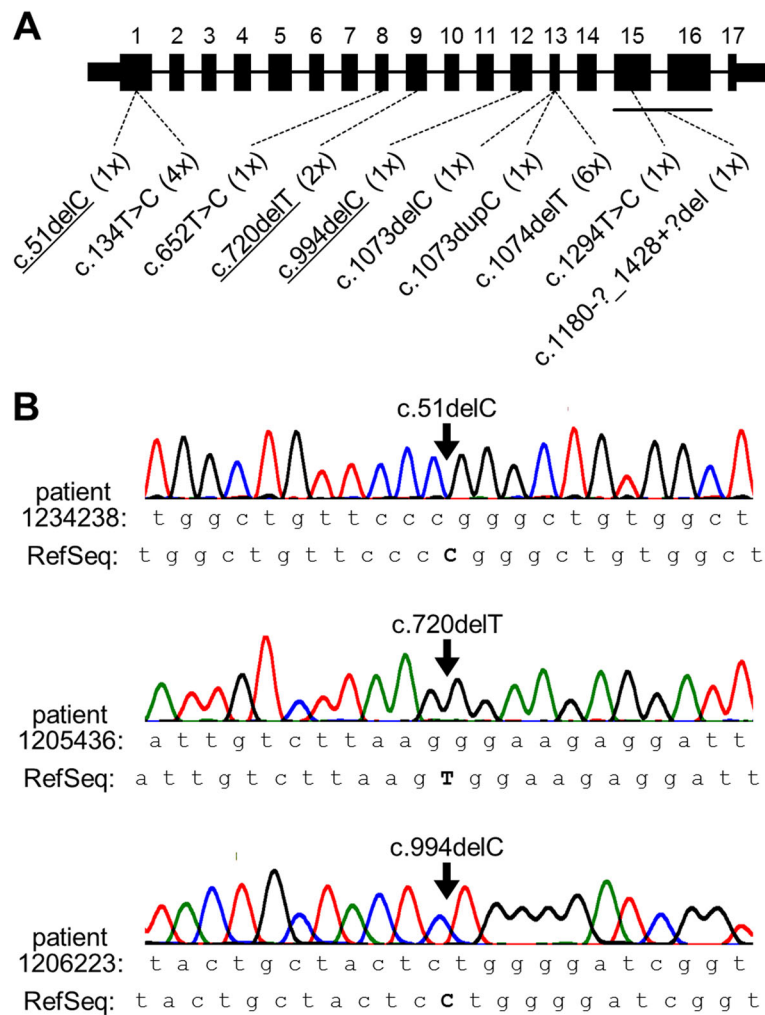 A
1 2 3 4 5 6 7 8 9 10 11 12 13 14 15 16 17
c.51delC (1x)
c.134T>C (4x)
c.652T>C (1x)
c.720delT (2x)
c.994delC (1x)
c.1073delC (1x)
c.1073dupC (1x)
c.1074delT (6x)
c.1294T>C (1x)
c.1180-?_1428+?del (1x)
B
c.51delC
patient
1234238: t g g c t g t t c c c g g g c t g t g g c t
RefSeq: t g g c t g t t c c c C g g g c t g t g g c t
c.720delT
patient
1205436: a t t g t c t t a a g g g a a g a g g a t t
RefSeq: a t t g t c t t a a g T g g a a g a g g a t t
c.994delC
patient
1206223: t a c t g c t a c t c t g g g g a t c g g t
RefSeq: t a c t g c t a c t c C t g g g g a t c g g t